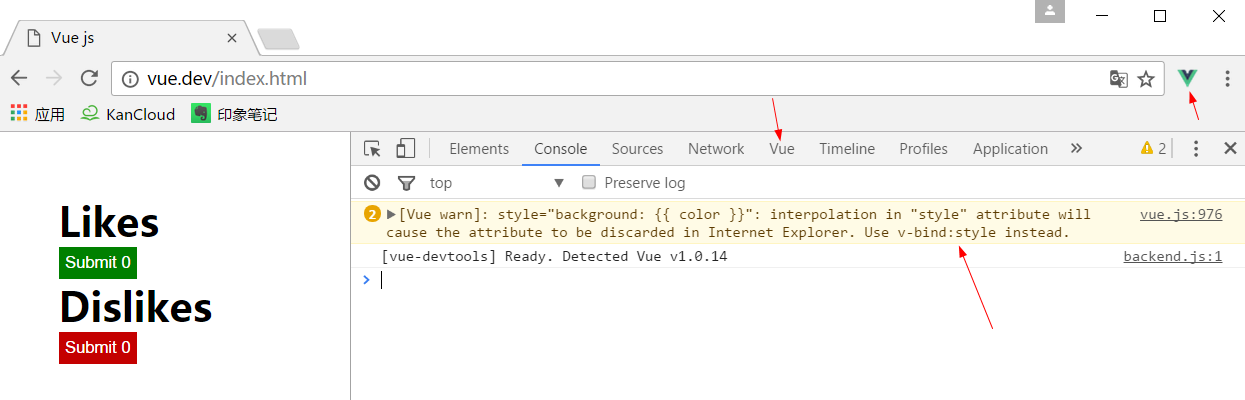 Vue js
vue.dev/index.html
应用 KanCloud 印象笔记
Elements Console Sources Network Vue Timeline Profiles Application 2
top Preserve log
Likes
Submit 0
Dislikes
Submit 0
2 [Vue warn]: style="background: {{ color }}": interpolation in "style" attribute will vue.js:976
cause the attribute to be discarded in Internet Explorer. Use v-bind:style instead.
[vue-devtools] Ready. Detected Vue v1.0.14 backend.js:1